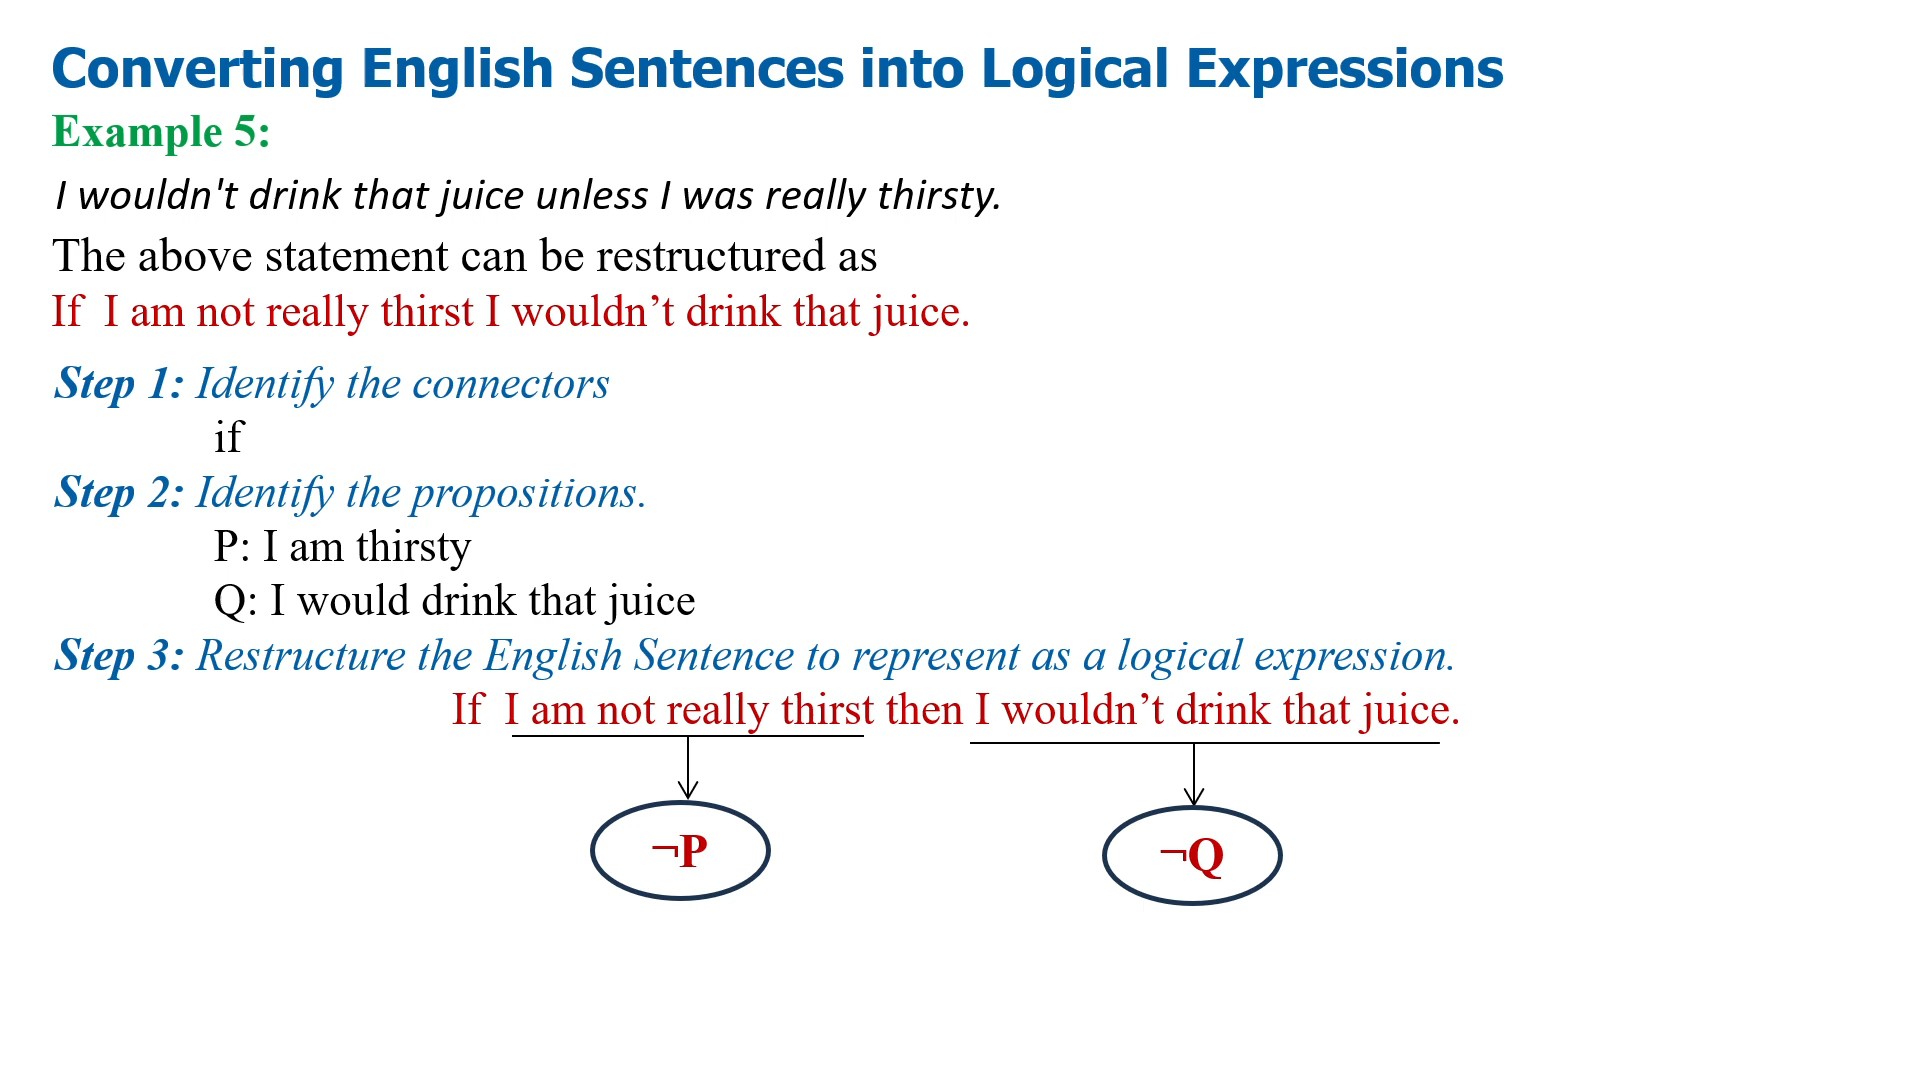 Converting English Sentences into Logical Expressions
Example 5:
I wouldn't drink that juice unless I was really thirsty.
The above statement can be restructured as
If  I am not really thirst I wouldn’t drink that juice.
Step 1: Identify the connectors
if
Step 2: Identify the propositions.
P: I am thirsty
Q: I would drink that juice
Step 3: Restructure the English Sentence to represent as a logical expression.
If  I am not really thirst then I wouldn’t drink that juice.
¬P
¬Q